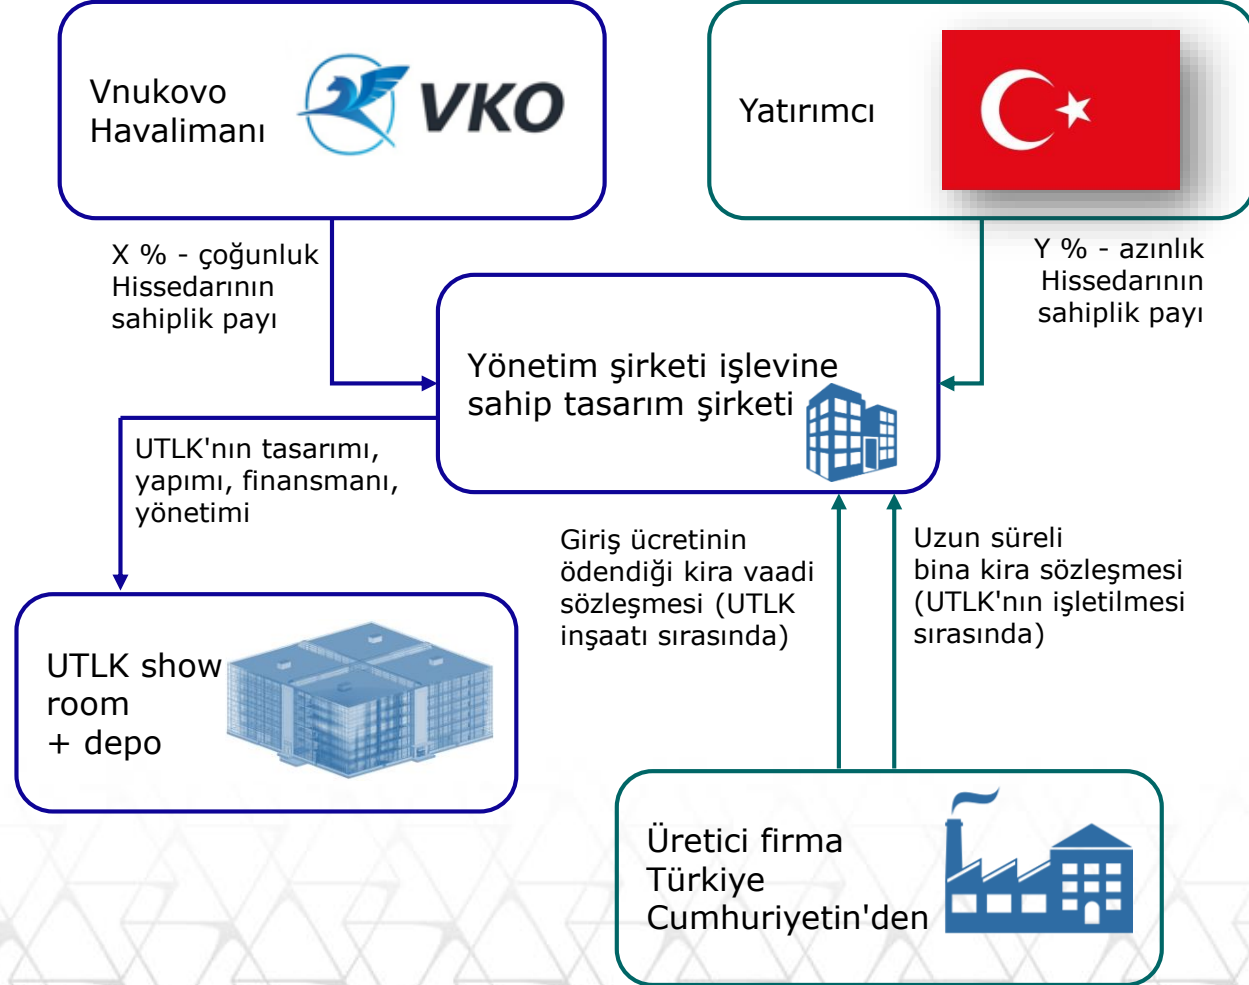 Vnukovo
Havalimanı
VKO
Yatırımcı
X % - çoğunluk
Hissedarının
sahiplik payı
Y % - azınlık
Hissedarının
sahiplik payı
Yönetim şirketi işlevine
sahip tasarım şirketi
UTLK'nın tasarımı,
yapımı, finansmanı,
yönetimi
Giriş ücretinin
ödendiği kira vaadi
sözleşmesi (UTLK
inşaatı sırasında)
Uzun süreli
bina kira sözleşmesi
(UTLK'nın işletilmesi
sırasında)
UTLK show
room
+ depo
Üretici firma
Türkiye
Cumhuriyetin'den